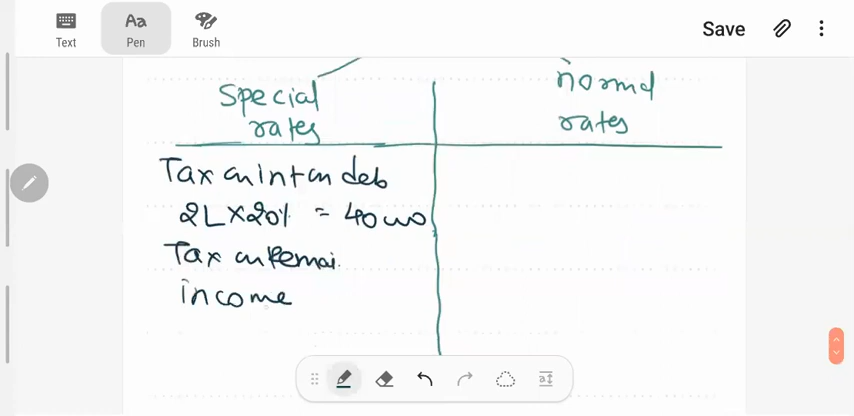 Text
Aa
Pen
Brush
Save
Special
rates
normal
rates
Tax on int on deb
2L X 20% = 40000
Tax on Remai.
income